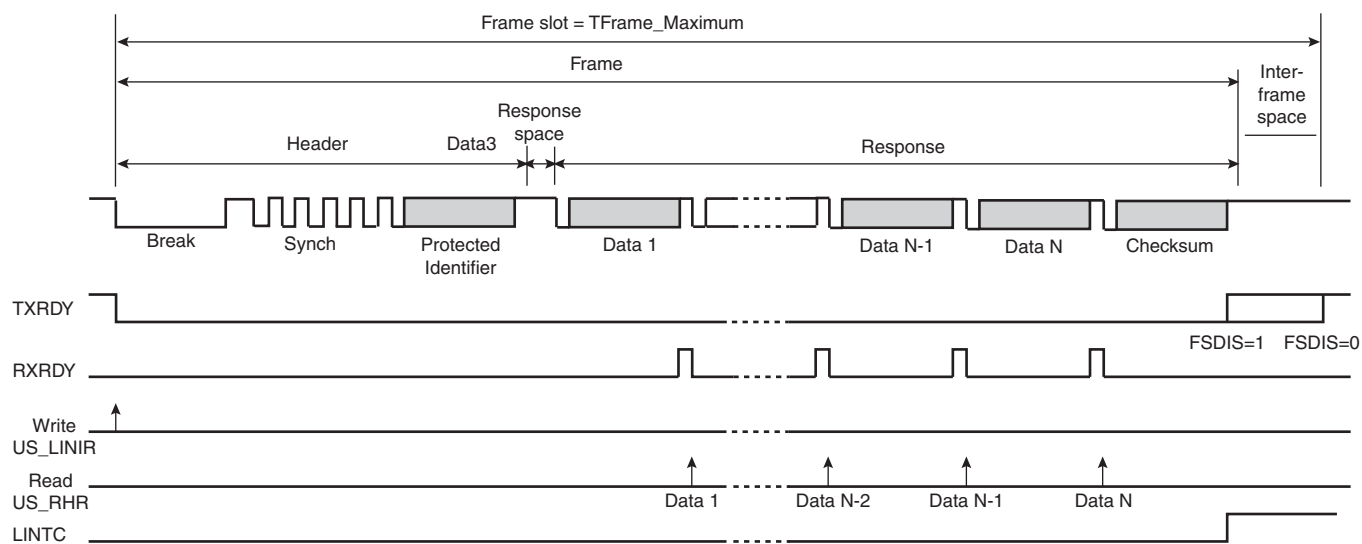 Frame slot = TFrame_Maximum
Frame
Inter-
frame
space
Response
space
Header
Data3
Response
Break
Synch
Protected
Identifier
Data 1
Data N-1
Data N
Checksum
TXRDY
FSDIS=1
FSDIS=0
RXRDY
Write
US_LINIR
Read
US_RHR
Data 1
Data N-2
Data N-1
Data N
LINTC